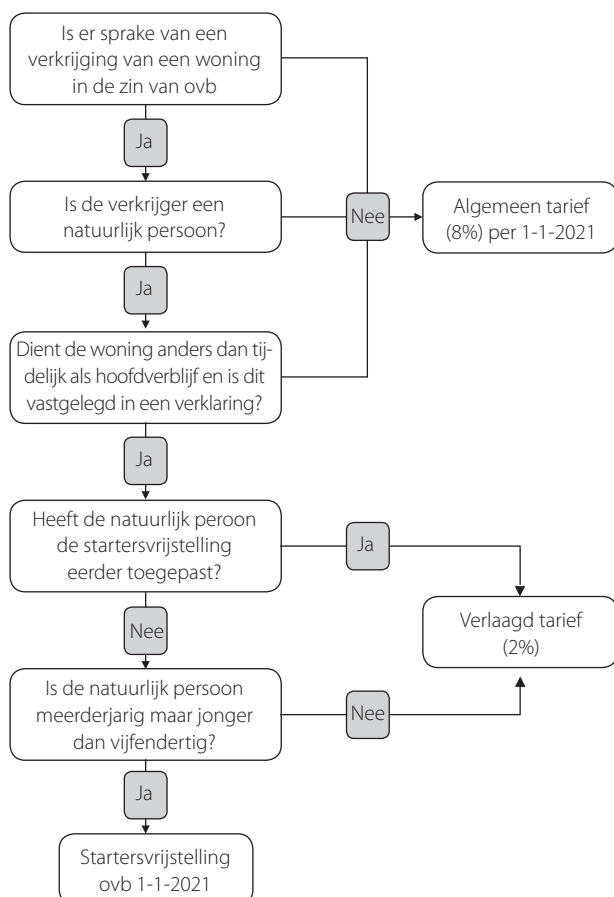 Is er sprake van een
verkrijging van een woning
in de zin van ovb
Ja
Is de verkrijger een
natuurlijk persoon?
Nee
Algemeen tarief
(8%) per 1-1-2021
Ja
Dient de woning anders dan tij-
delijk als hoofdverblijf en is dit
vastgelegd in een verklaring?
Ja
Heeft de natuurlijk peroon
de startersvrijstelling
eerder toegepast?
Ja
Nee
Verlaagd tarief
(2%)
Is de natuurlijk persoon
meerderjarig maar jonger
dan vijfendertig?
Nee
Ja
Startersvrijstelling
ovb 1-1-2021